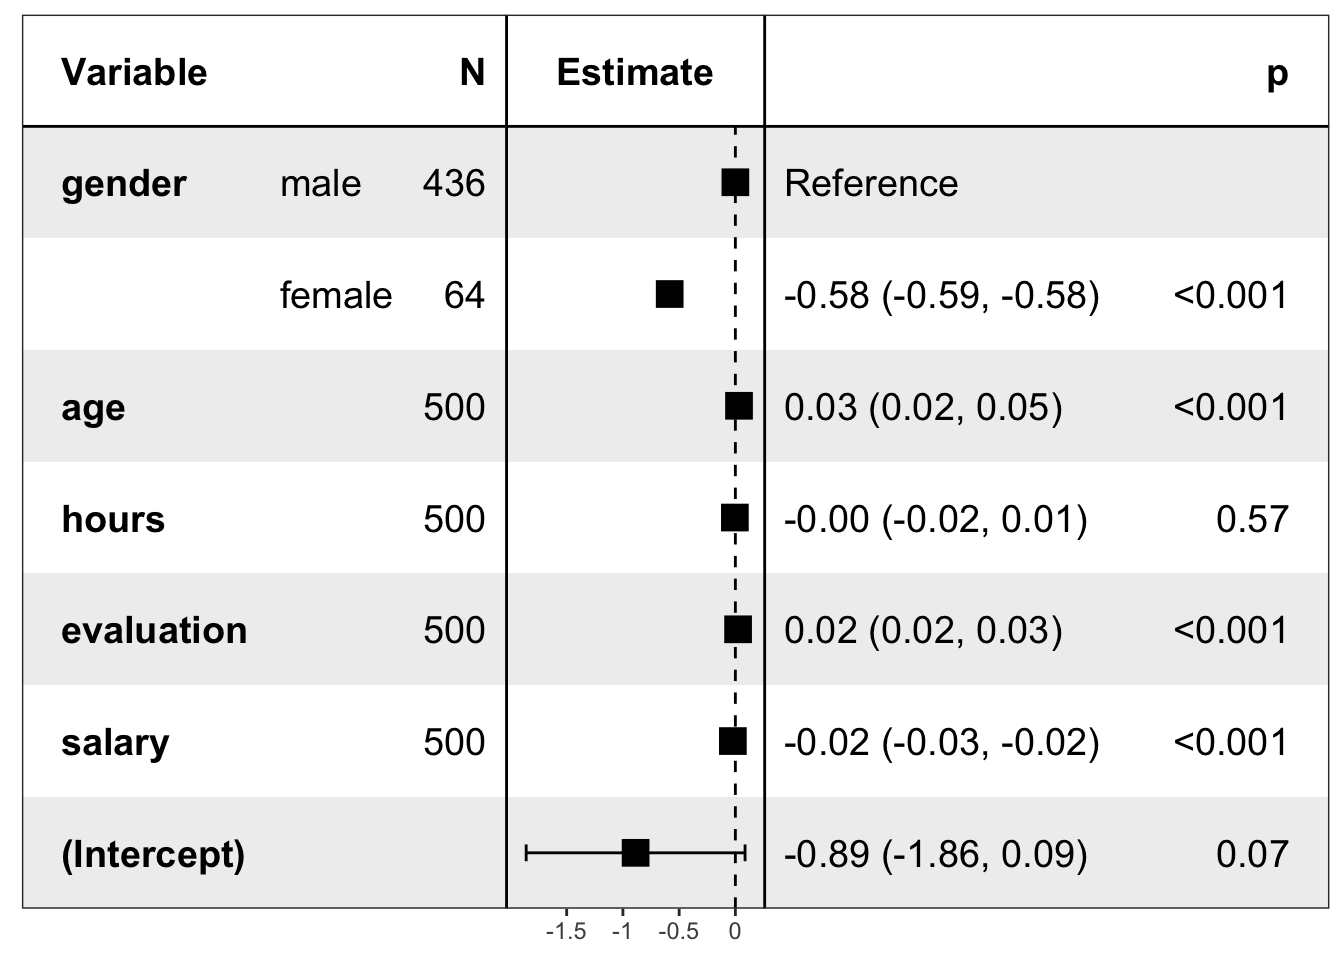 Variable N Estimate p
gender male 436 Reference
female 64 -0.58 (-0.59, -0.58) <0.001
age 500 0.03 (0.02, 0.05) <0.001
hours 500 -0.00 (-0.02, 0.01) 0.57
evaluation 500 0.02 (0.02, 0.03) <0.001
salary 500 -0.02 (-0.03, -0.02) <0.001
(Intercept) -0.89 (-1.86, 0.09) 0.07
-1.5 -1 -0.5 0